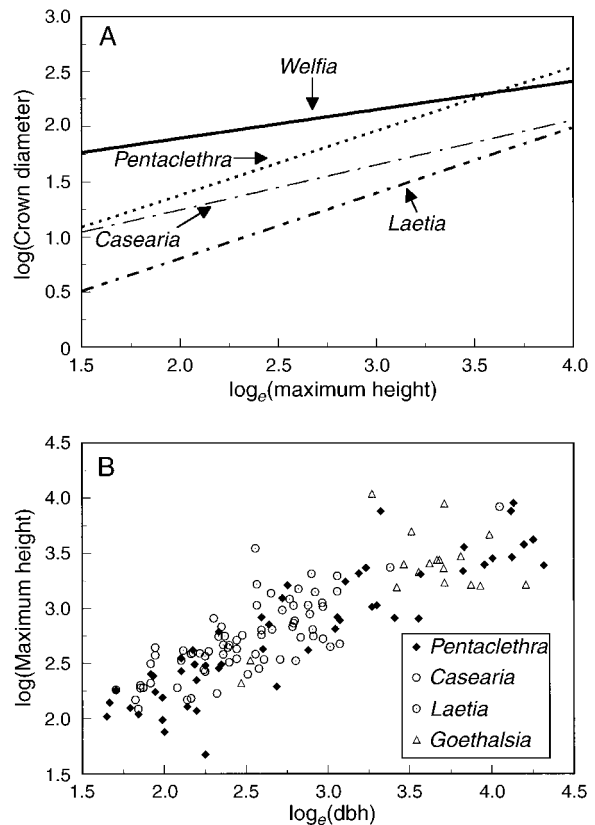 A
3.0
2.5
2.0
1.5
1.0
0.5
0
log(Crown diameter)
Welfia
Pentaclethra
Casearia
Laetia
1.5 2.0 2.5 3.0 3.5 4.0
loge(maximum height)
B
4.5
4.0
3.5
3.0
2.5
2.0
1.5
log(Maximum height)
Pentaclethra
Casearia
Laetia
Goethalsia
1.5 2.0 2.5 3.0 3.5 4.0 4.5
loge(dbh)